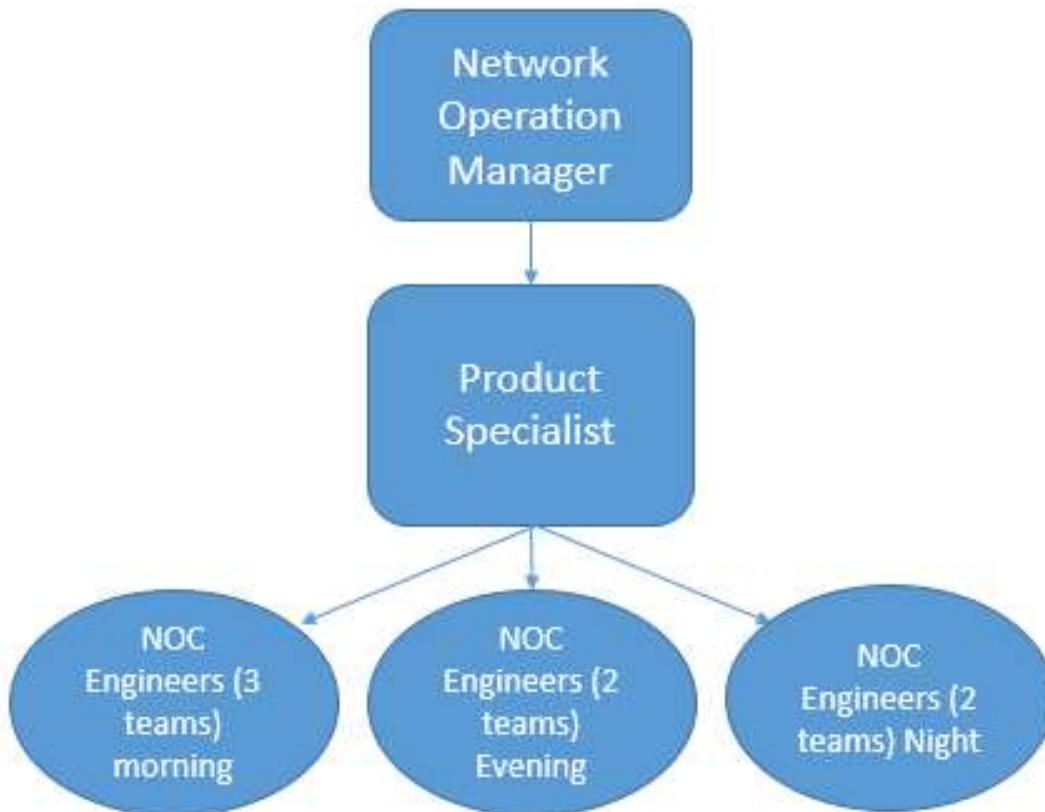 Network
Operation
Manager
Product
Specialist
NOC
Engineers (3
teams)
morning
NOC
Engineers (2
teams)
Evening
NOC
Engineers (2
teams) Night